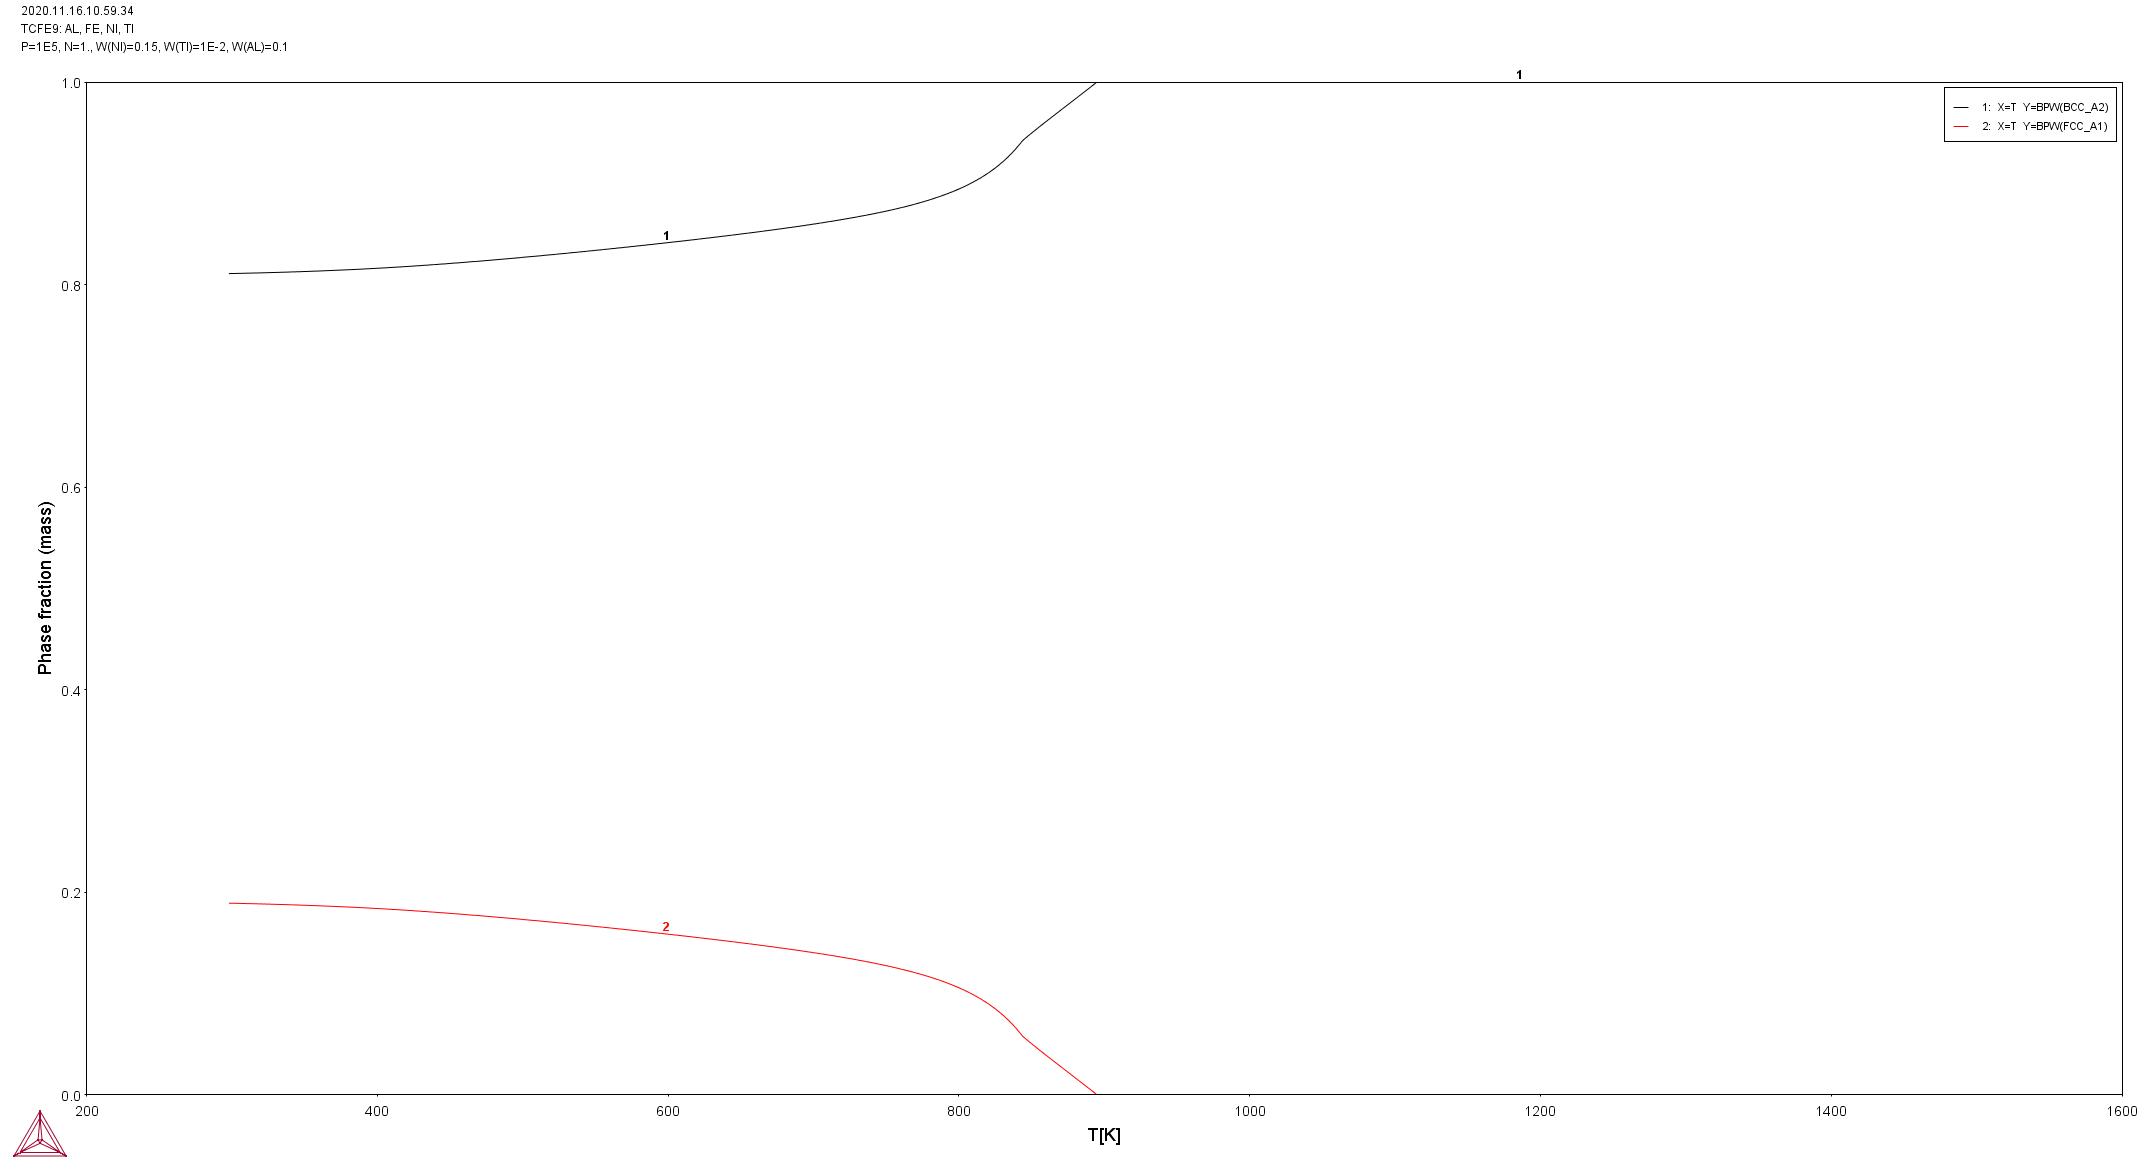 2020.11.16.10.59.34
TCFE9: AL, FE, NI, TI
P=1E5, N=1., W(NI)=0.15, W(TI)=1E-2, W(AL)=0.1
1
1.0
1: X=T Y=BPW(BCC_A2)
2: X=T Y=BPW(FCC_A1)
1
0.8
0.6
Phase fraction (mass)
0.4
0.2
2
0.0
200 400 600 800 1000 1200 1400 1600
T[K]